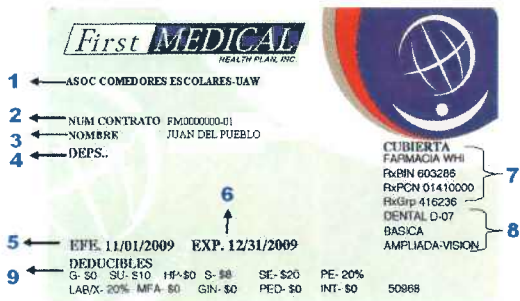 First MEDICAL
HEALTH PLAN, INC.
1 ASOC COMEDORES ESCOLARES-UAW
2 NUM CONTRATO FM0000000-01
3 NOMBRE JUAN DEL PUEBLO
4 DEPS..
CUBIERTA
FARMACIA WHI
RxBIN 603286
RxPCN 01410000
RxGrp 416236
7
DENTAL D-07
BASICA
AMPLIADA-VISION
8
6
5 EFE. 11/01/2009 EXP. 12/31/2009
9 DEDUCIBLES
G- $0 SU- $10 HP-$0 S- $8 SE- $20 PE- 20%
LAB/X- 20% MFA- $0 GIN- $0 PED- $0 INT- $0 50968